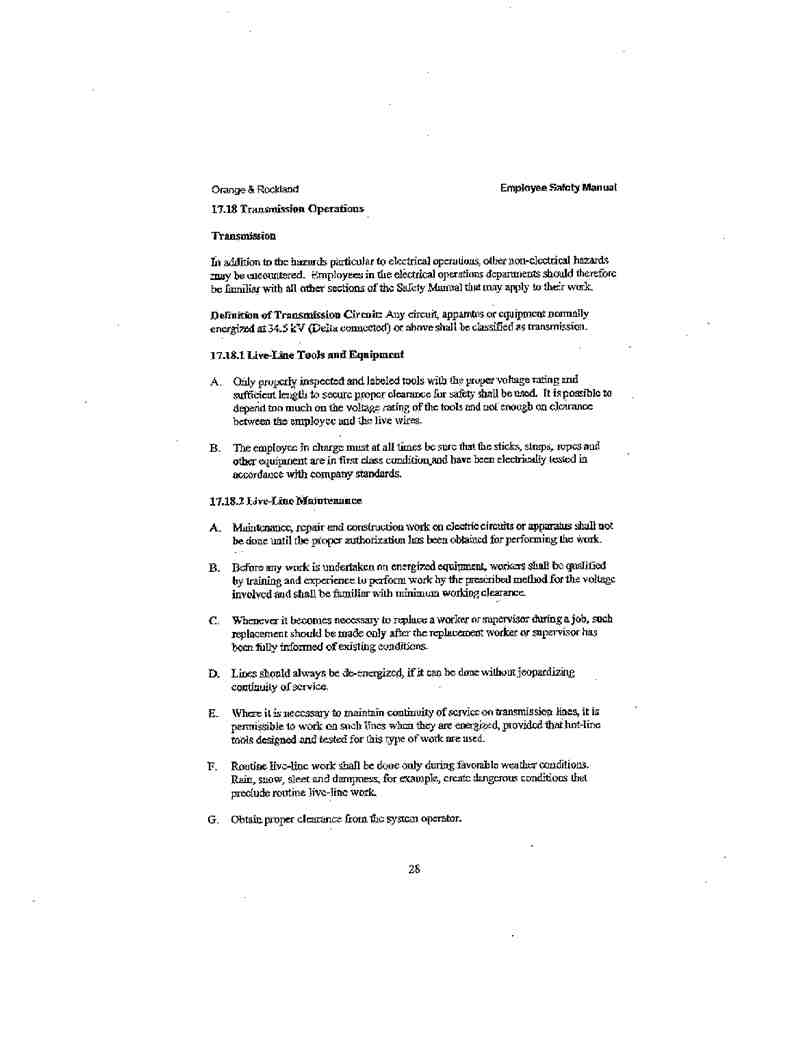 Orange & Rockland
Employee Safety Manual
17.18 Transmission Operations
Transmission
In addition to the hazards particular to electrical operations, other non-electrical hazards
may be encountered. Employees in the electrical operations departments should therefore
be familiar with all other sections of the Safety Manual that may apply to their work.
Definition of Transmission Circuit: Any circuit, apparatus or equipment normally
energized at 34.5 kV (Delta connected) or above shall be classified as transmission.
17.18.1 Live-Line Tools and Equipment
A. Only properly inspected and labeled tools with the proper voltage rating and
sufficient length to secure proper clearance for safety shall be used. It is possible to
depend too much on the voltage rating of the tools and not enough on clearance
between the employee and the live wires.
B. The employee in charge must at all times be sure that the sticks, straps, ropes and
other equipment are in first class condition and have been electrically tested in
accordance with company standards.
17.18.2 Live-Line Maintenance
A. Maintenance, repair and construction work on electric circuits or apparatus shall not
be done until the proper authorization has been obtained for performing the work.
B. Before any work is undertaken on energized equipment, workers shall be qualified
by training and experience to perform work by the prescribed method for the voltage
involved and shall be familiar with minimum working clearance.
C. Whenever it becomes necessary to replace a worker or supervisor during a job, such
replacement should be made only after the replacement worker or supervisor has
been fully informed of existing conditions.
D. Lines should always be de-energized, if it can be done without jeopardizing
continuity of service.
E. Where it is necessary to maintain continuity of service on transmission lines, it is
permissible to work on such lines when they are energized, provided that hot-line
tools designed and tested for this type of work are used.
F. Routine live-line work shall be done only during favorable weather conditions.
Rain, snow, sleet and dampness, for example, create dangerous conditions that
preclude routine live-line work.
G. Obtain proper clearance from the system operator.
28